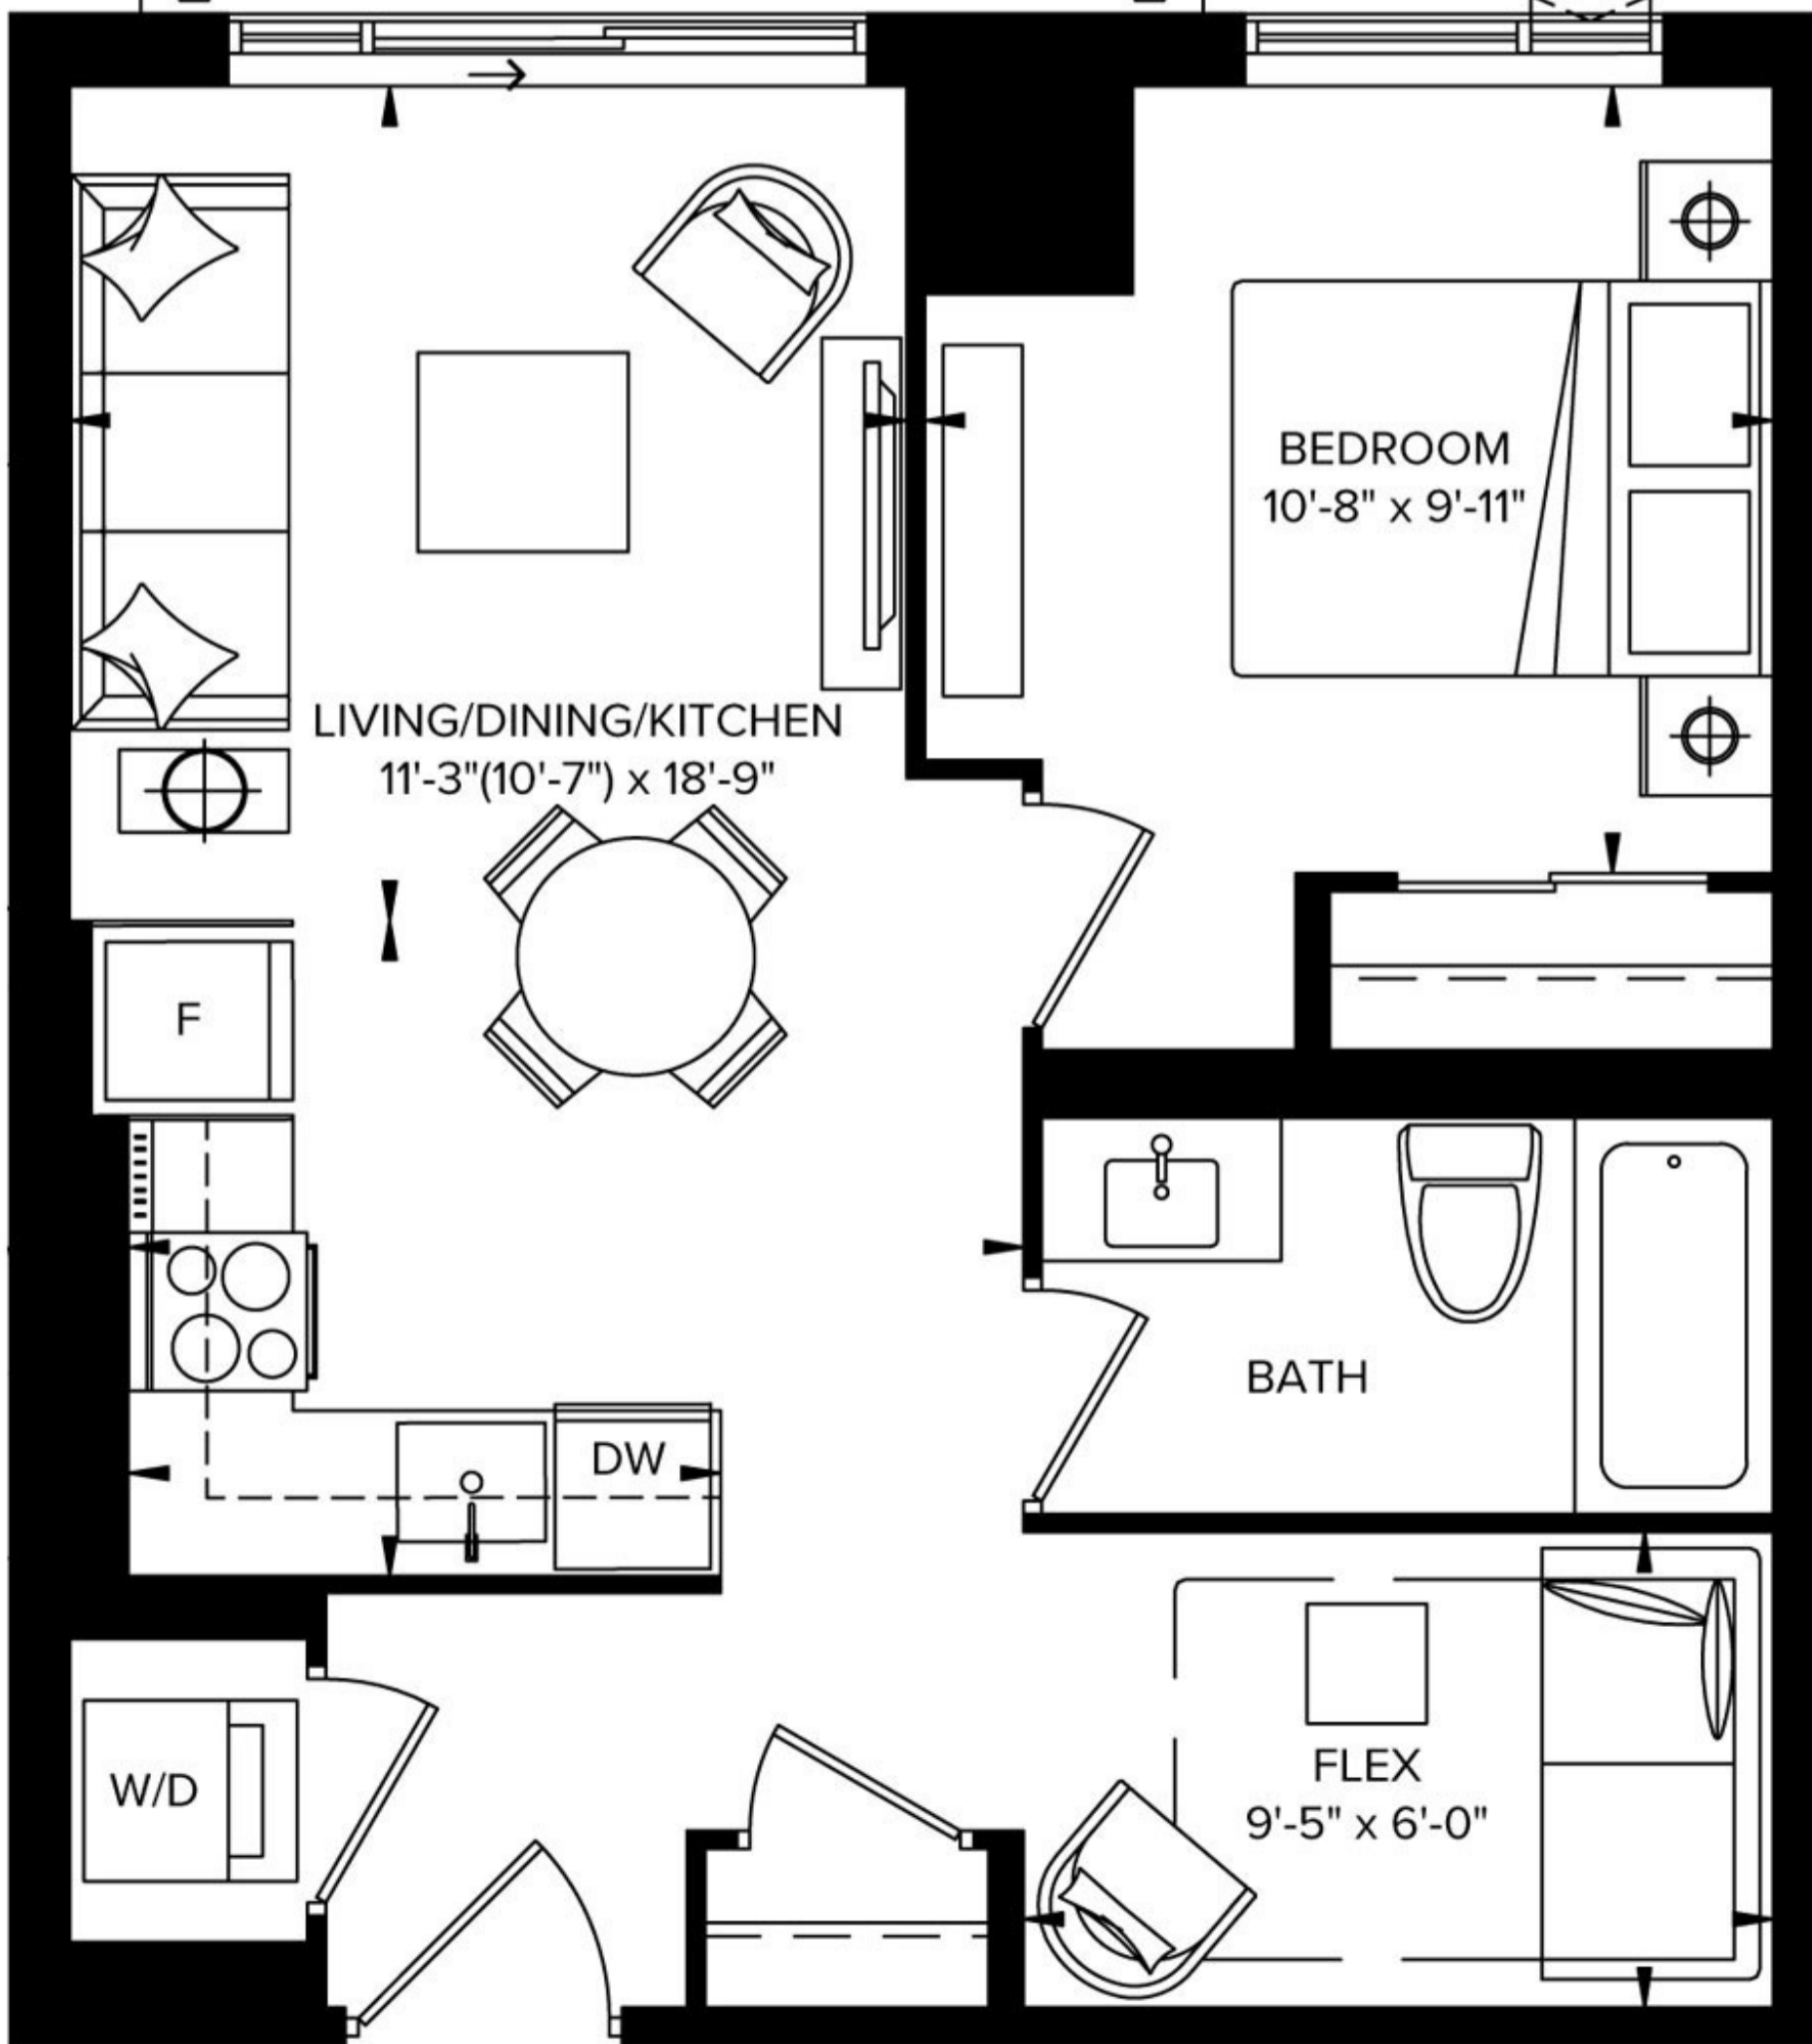 BEDROOM
10'-8" x 9'-11"
LIVING/DINING/KITCHEN
11'-3"(10'-7") x 18'-9"
F
BATH
DW
FLEX
9'-5" x 6'-0"
W/D